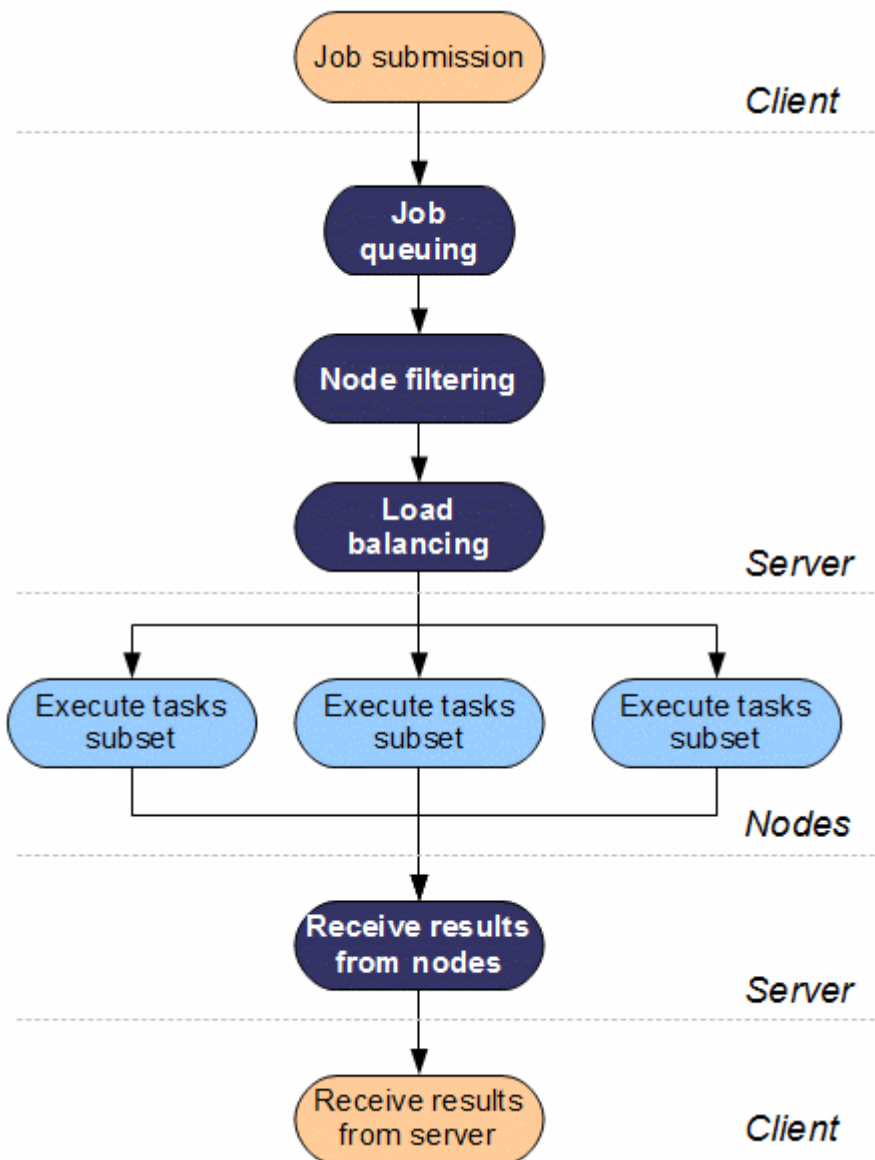 Job submission
Client
Job
queuing
Node filtering
Load
balancing
Server
Execute tasks
subset
Execute tasks
subset
Execute tasks
subset
Nodes
Receive results
from nodes
Server
Receive results
from server
Client